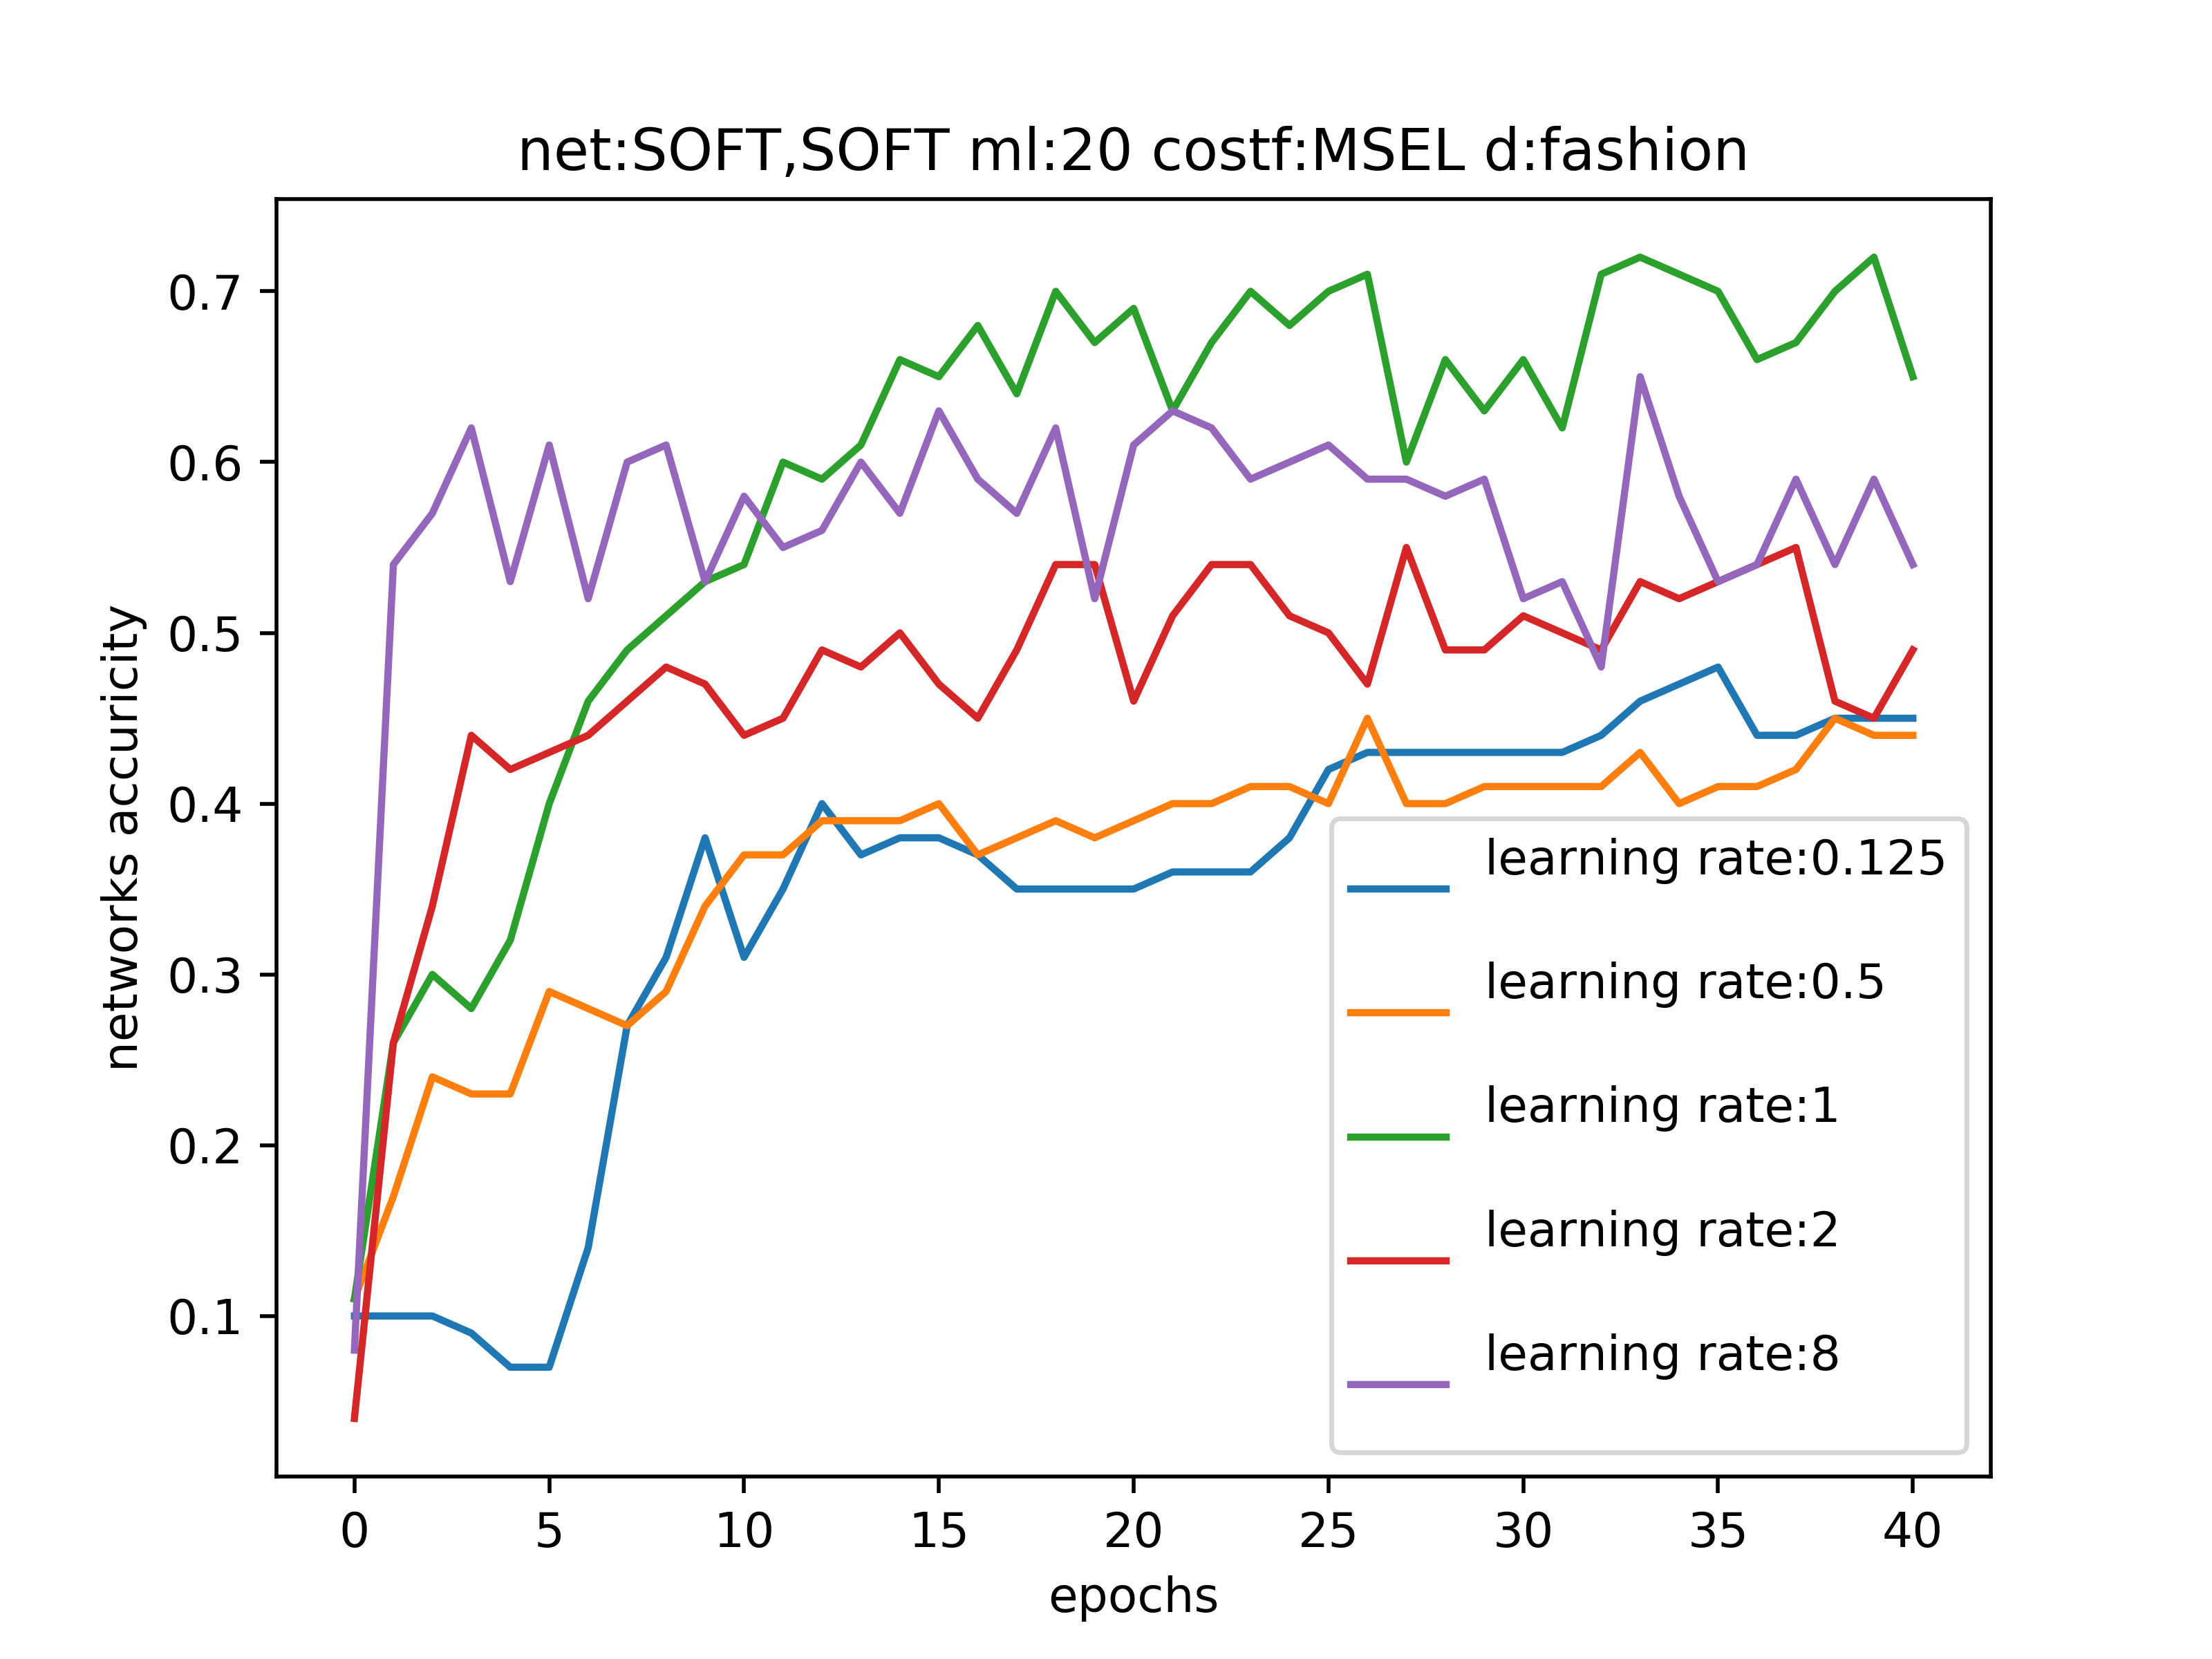 net:SOFT,SOFT ml:20 costf:MSEL d:fashion
networks accuricity
0.7
0.6
0.5
0.4
0.3
0.2
0.1
learning rate:0.125
learning rate:0.5
learning rate:1
learning rate:2
learning rate:8
0 5 10 15 20 25 30 35 40
epochs